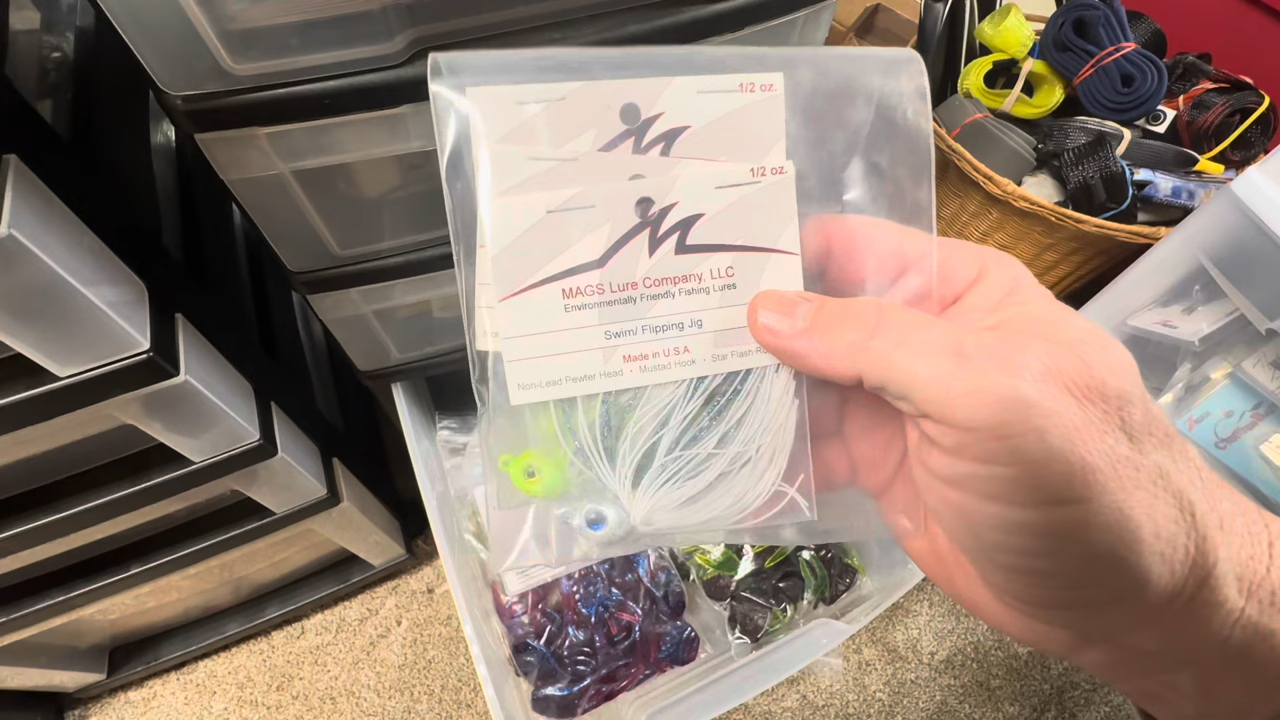 1/2 oz.
1/2 oz.
MAGS Lure Company, LLC
Environmentally Friendly Fishing Lures
Swim/ Flipping Jig
Made in U.S.A.
Non-Lead Pewter Head • Mustad Hook • Star Flash